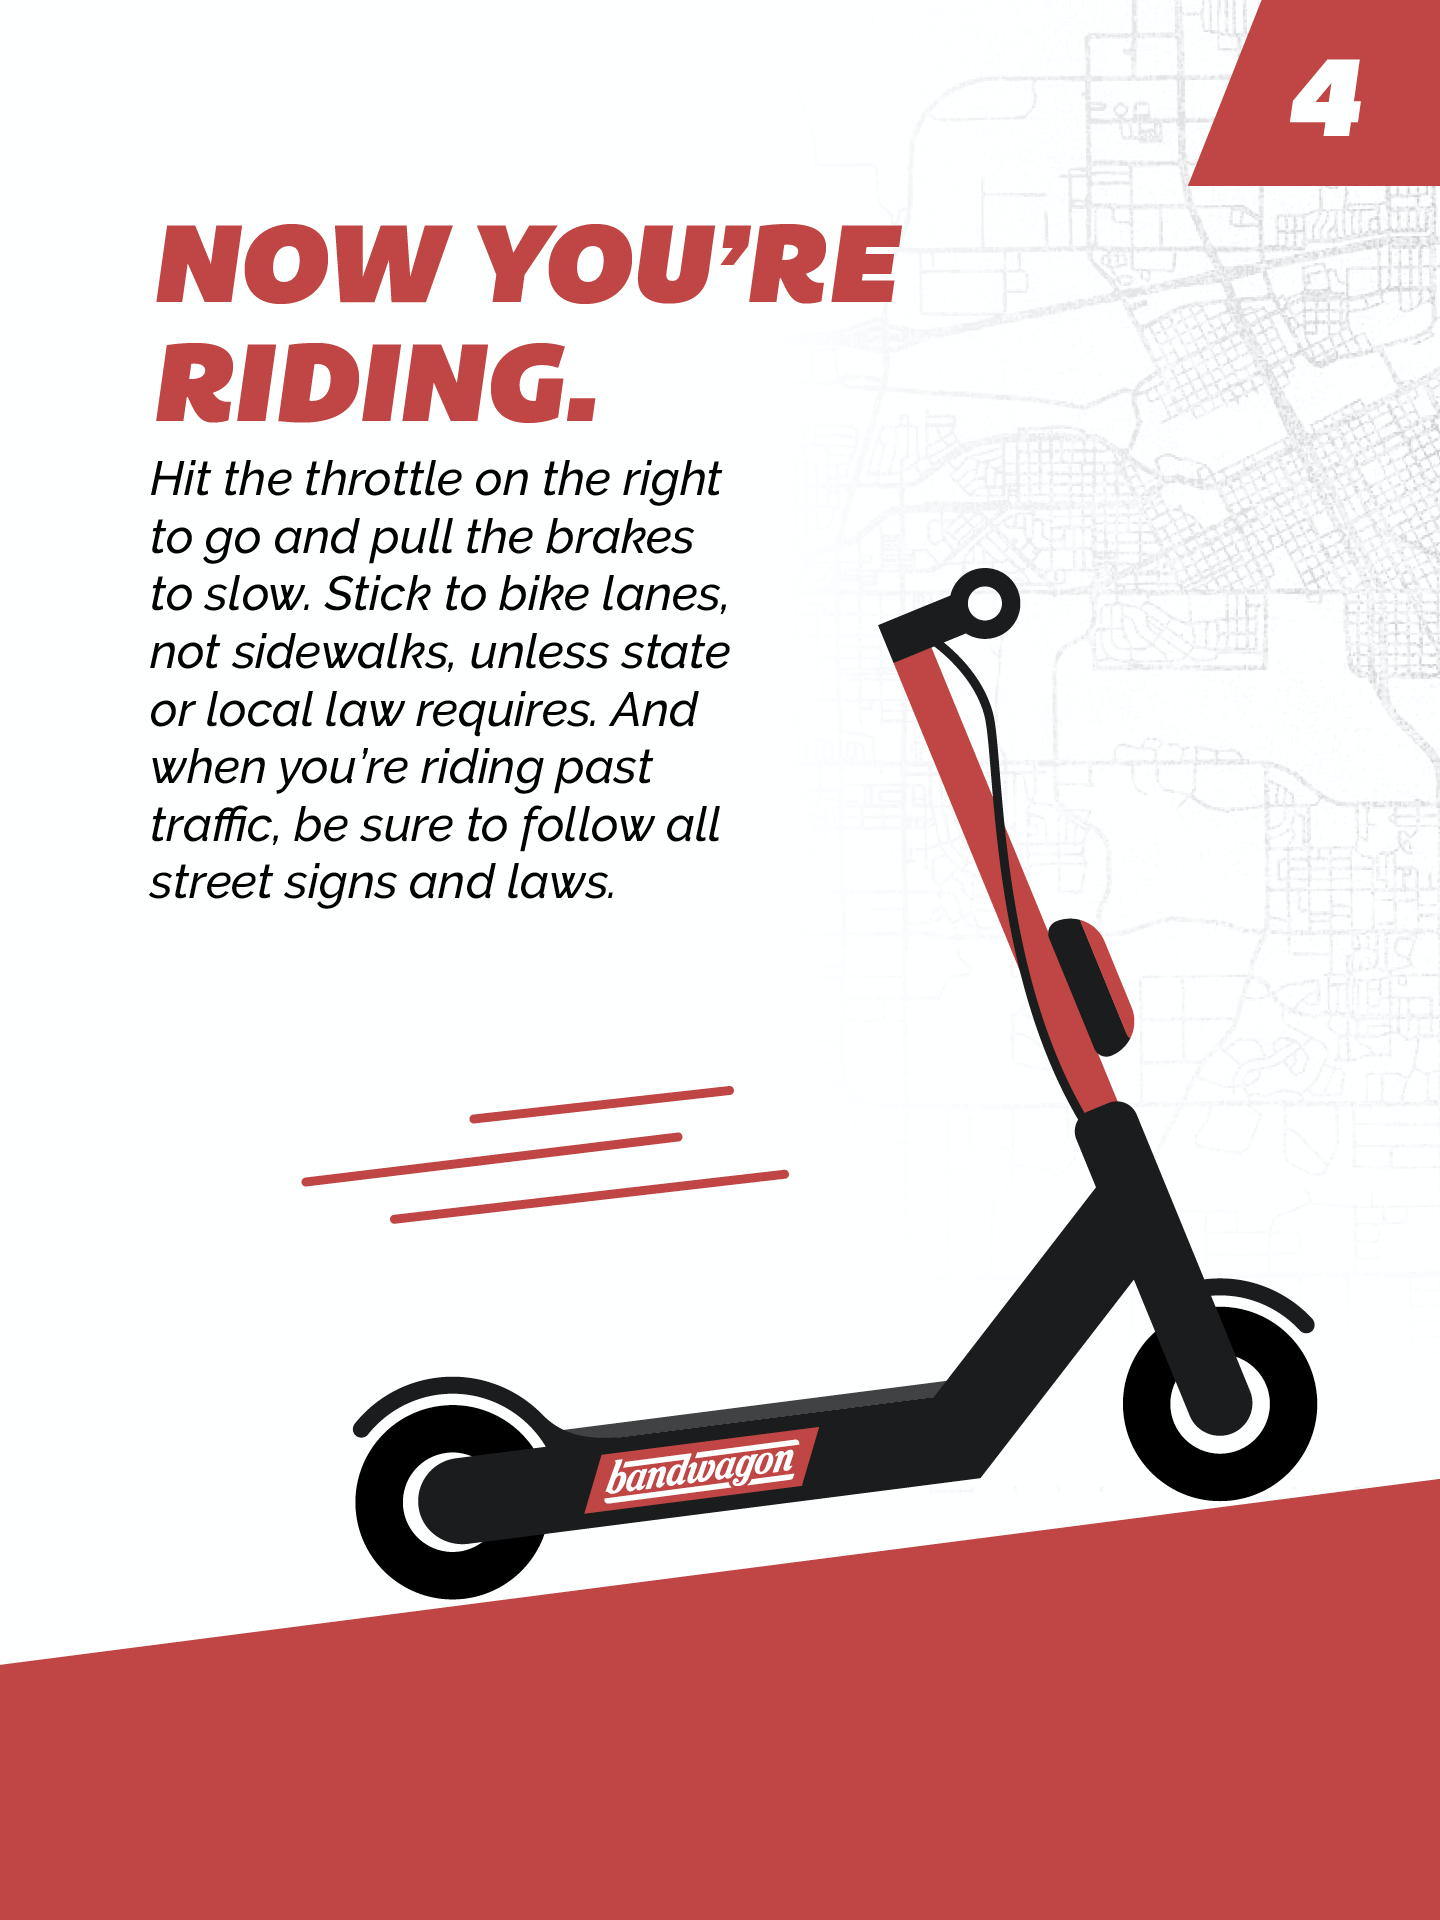 4
NOW YOU’RE
RIDING.
Hit the throttle on the right
to go and pull the brakes
to slow. Stick to bike lanes,
not sidewalks, unless state
or local law requires. And
when you’re riding past
traffic, be sure to follow all
street signs and laws.
bandwagon